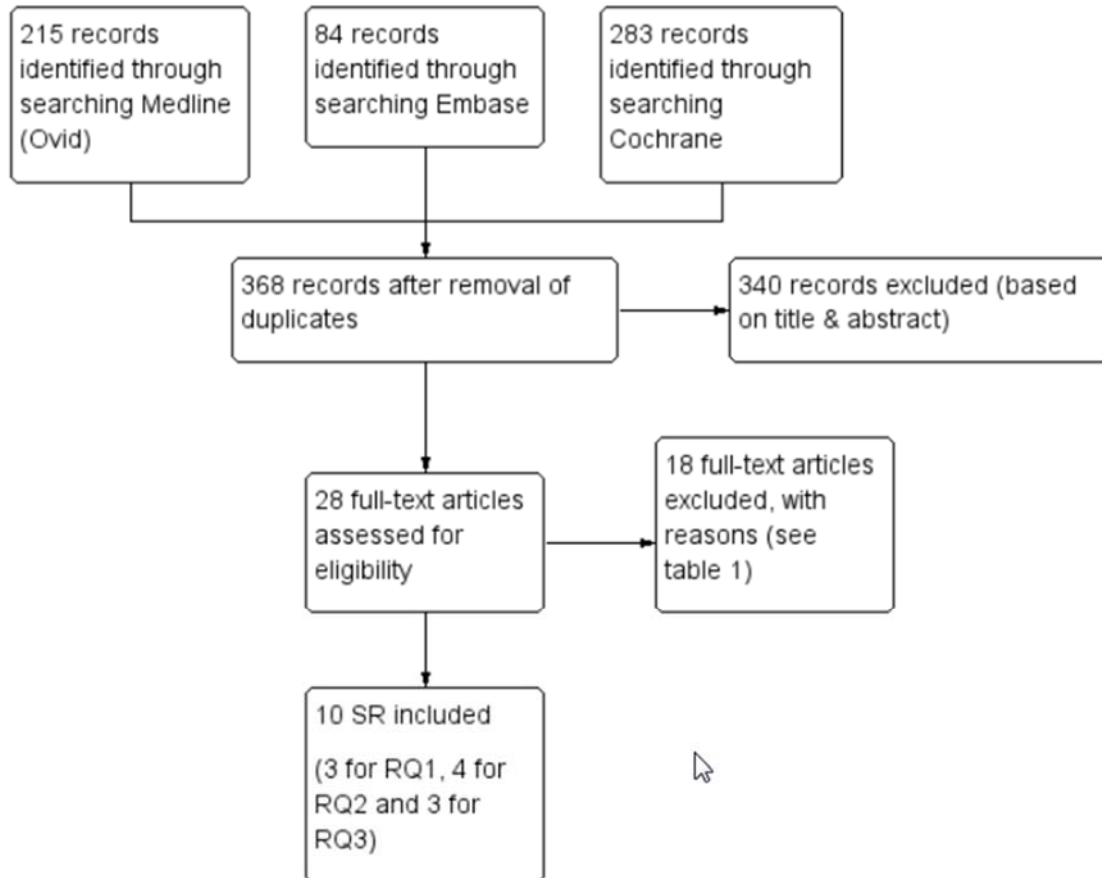 215 records
identified through
searching Medline
(Ovid)
84 records
identified through
searching Embase
283 records
identified through
searching
Cochrane
368 records after removal of
duplicates
340 records excluded (based
on title & abstract)
28 full-text articles
assessed for
eligibility
18 full-text articles
excluded, with
reasons (see
table 1)
10 SR included
(3 for RQ1, 4 for
RQ2 and 3 for
RQ3)